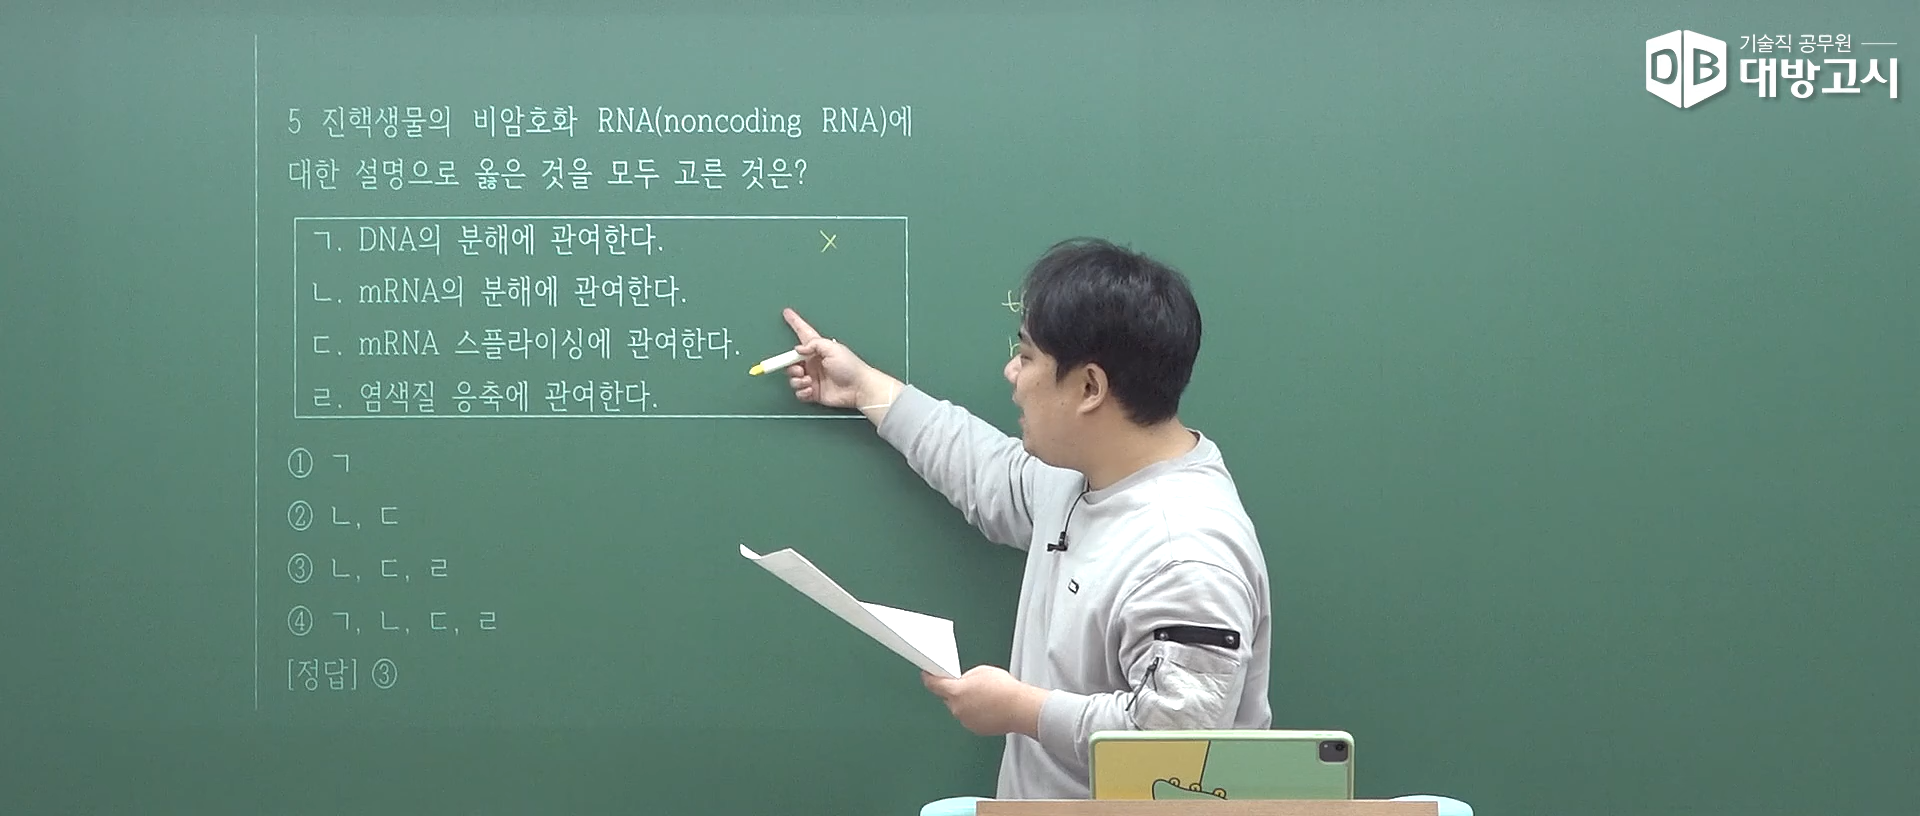 기술직 공무원
DB 대방고시
5 진핵생물의 비암호화 RNA(noncoding RNA)에
대한 설명으로 옳은 것을 모두 고른 것은?
ㄱ. DNA의 분해에 관여한다. ×
ㄴ. mRNA의 분해에 관여한다.
ㄷ. mRNA 스플라이싱에 관여한다.
ㄹ. 염색질 응축에 관여한다.
① ㄱ
② ㄴ, ㄷ
③ ㄴ, ㄷ, ㄹ
④ ㄱ, ㄴ, ㄷ, ㄹ
[정답] ③